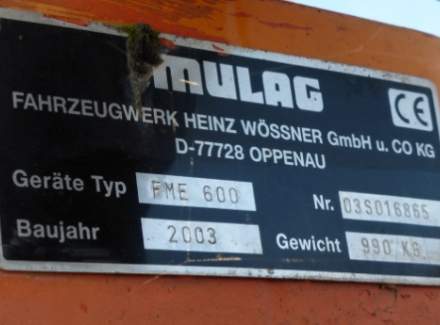 MULAG
CE
FAHRZEUGWERK HEINZ WÖSSNER GmbH u. CO KG
D-77728 OPPENAU
Geräte Typ FME 600 Nr. 03S016865
Baujahr 2003 Gewicht 990 KG